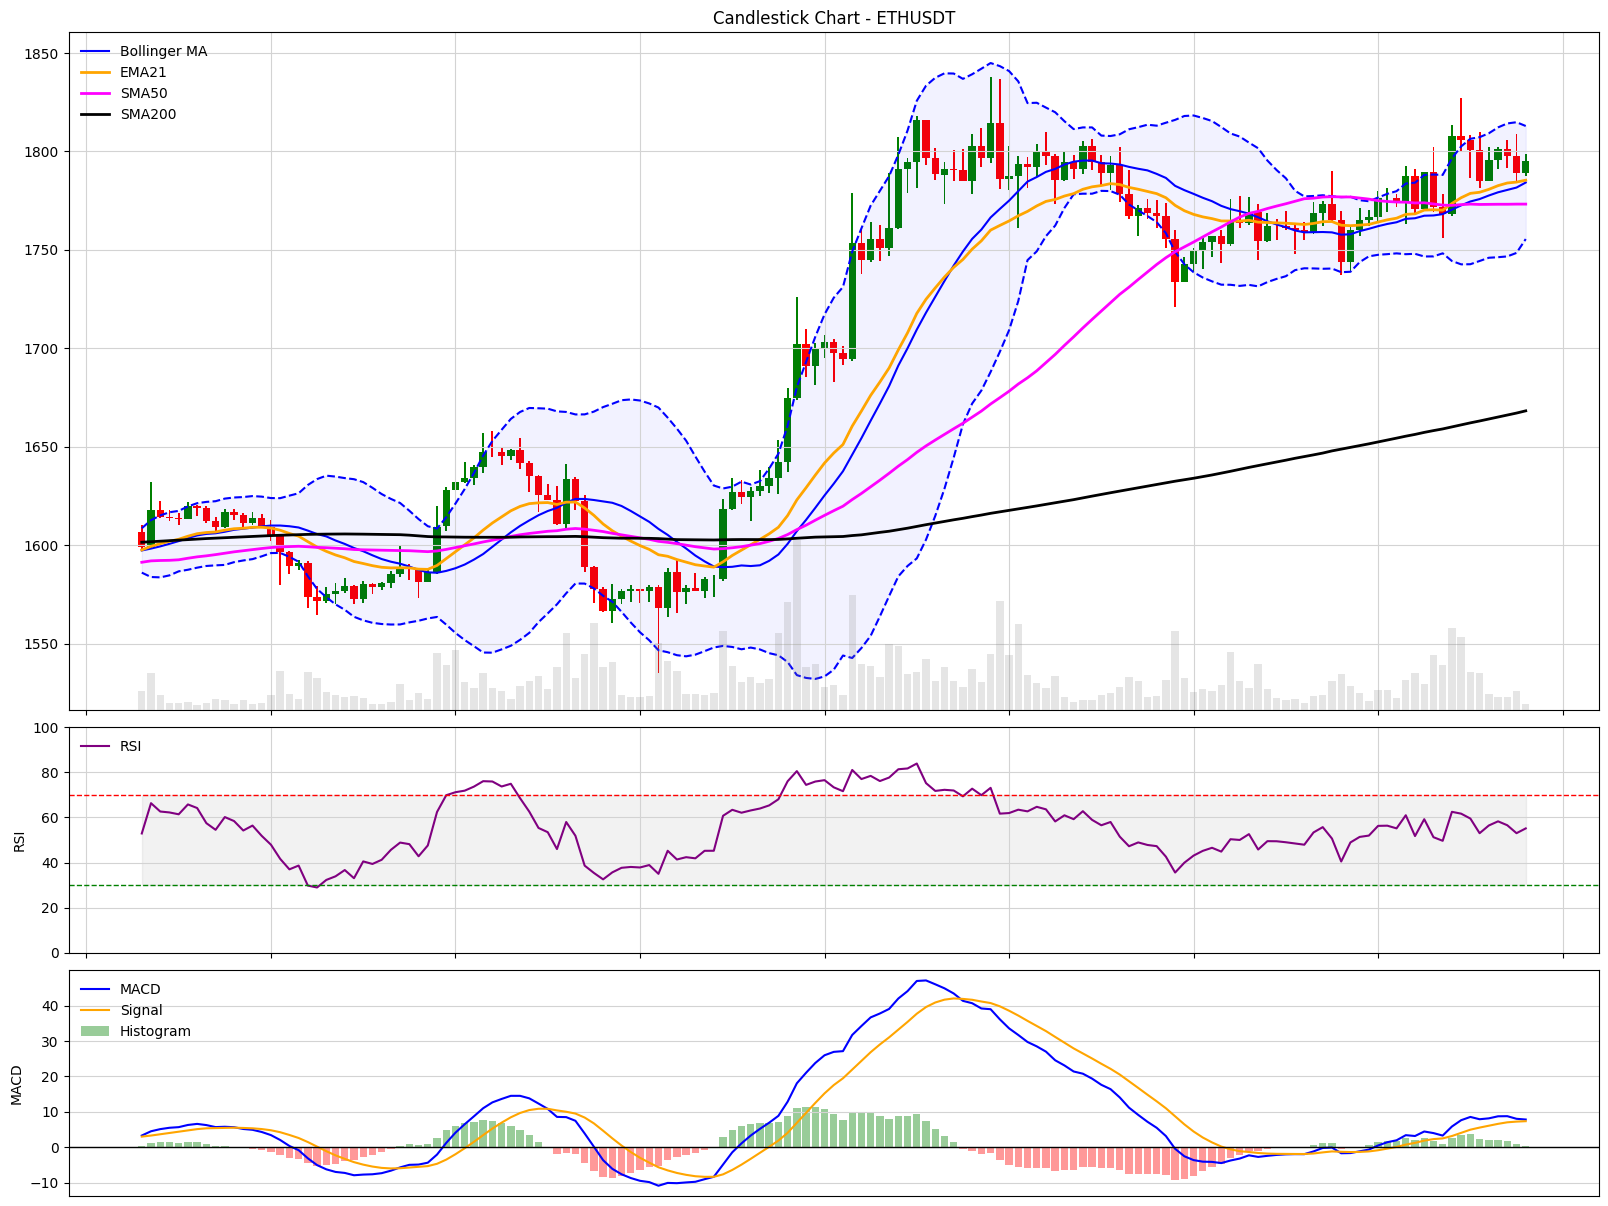 Candlestick Chart - ETHUSDT
Bollinger MA
EMA21
SMA50
SMA200
1850
1800
1750
1700
1650
1600
1550
RSI
RSI
100
80
60
40
20
0
MACD
Signal
Histogram
MACD
40
30
20
10
0
−10